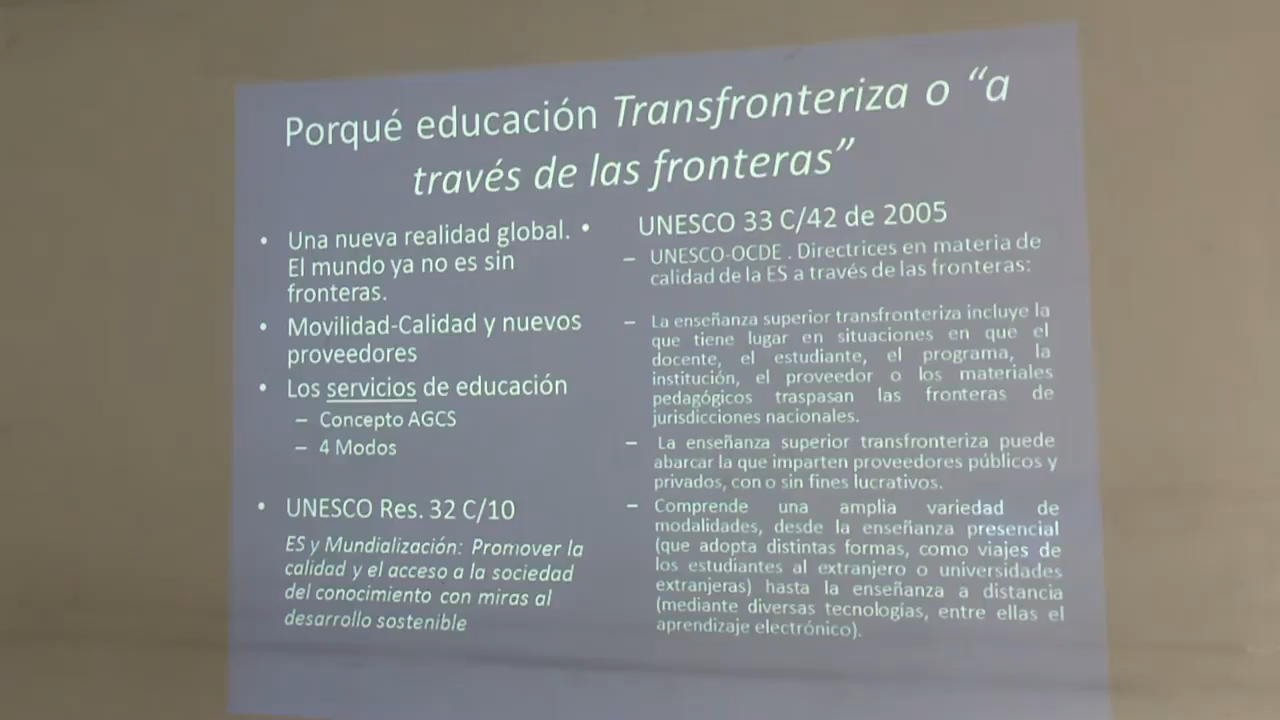 Porqué educación Transfronteriza o “a
través de las fronteras”
• Una nueva realidad global.
El mundo ya no es sin
fronteras.
• Movilidad-Calidad y nuevos
proveedores
• Los servicios de educación
– Concepto AGCS
– 4 Modos
• UNESCO Res. 32 C/10
ES y Mundialización: Promover la
calidad y el acceso a la sociedad
del conocimiento con miras al
desarrollo sostenible
• UNESCO 33 C/42 de 2005
– UNESCO-OCDE . Directrices en materia de
calidad de la ES a través de las fronteras:
– La enseñanza superior transfronteriza incluye la
que tiene lugar en situaciones en que el
docente, el estudiante, el programa, la
institución, el proveedor o los materiales
pedagógicos traspasan las fronteras de
jurisdicciones nacionales.
– La enseñanza superior transfronteriza puede
abarcar la que imparten proveedores públicos y
privados, con o sin fines lucrativos.
– Comprende una amplia variedad de
modalidades, desde la enseñanza presencial
(que adopta distintas formas, como viajes de
los estudiantes al extranjero o universidades
extranjeras) hasta la enseñanza a distancia
(mediante diversas tecnologías, entre ellas el
aprendizaje electrónico).